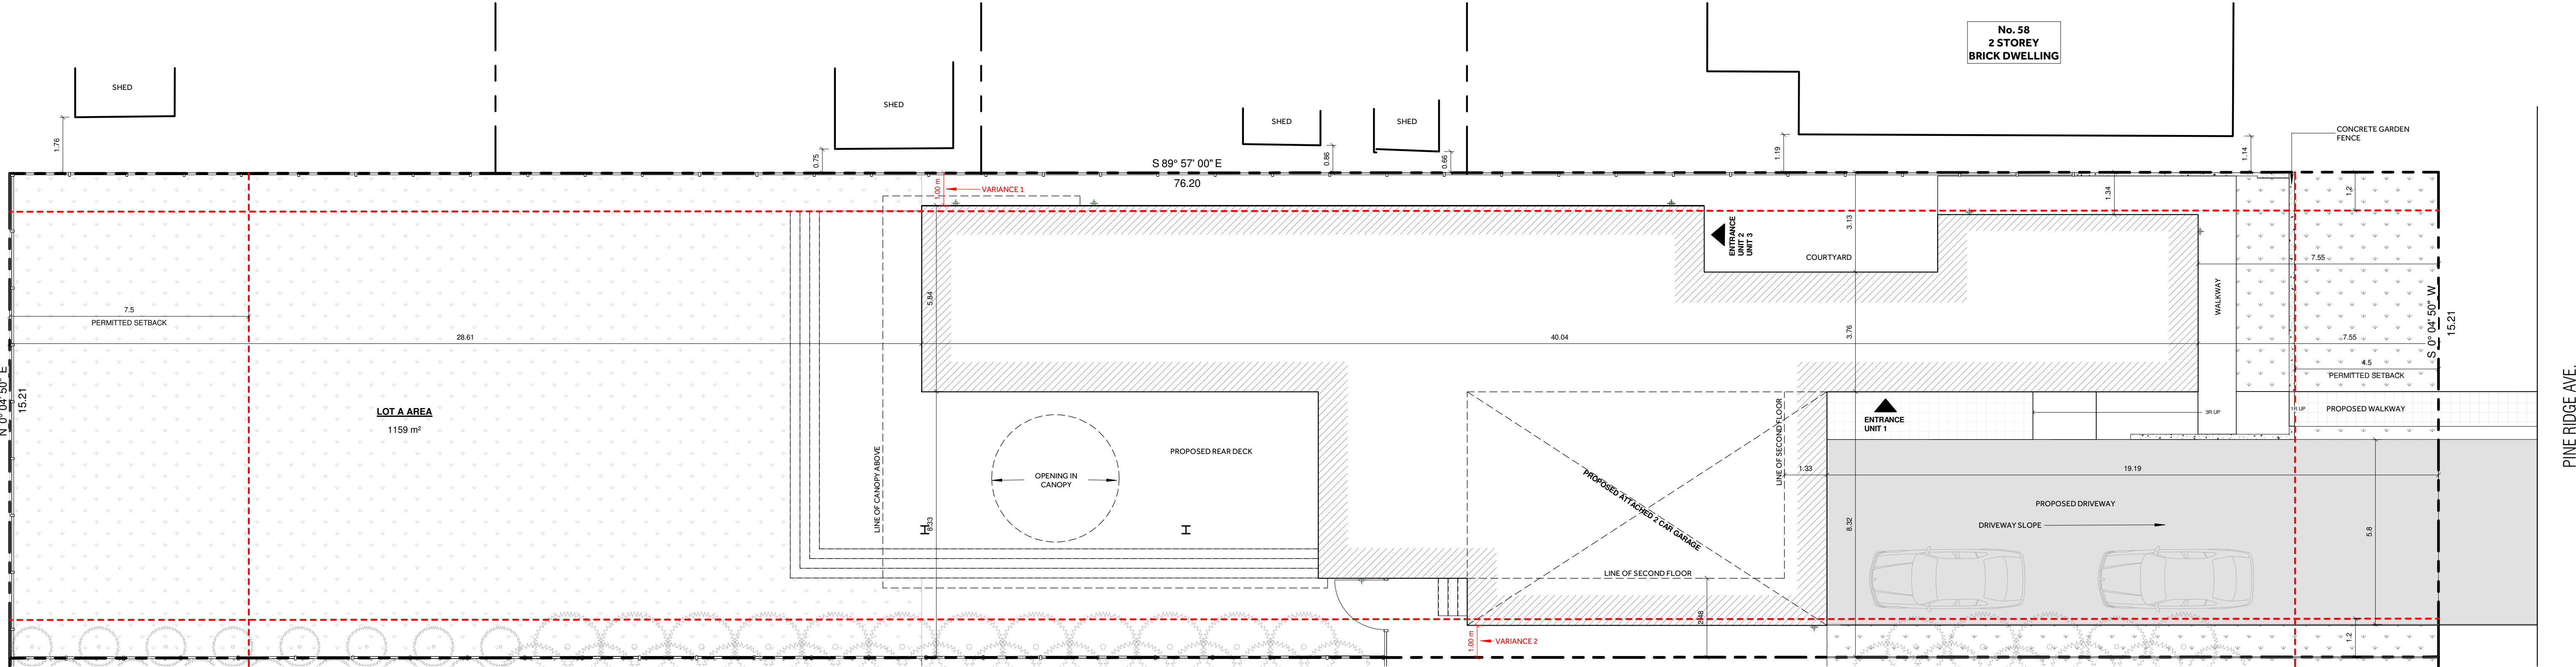 No. 58
2 STOREY
BRICK DWELLING
SHED
SHED
SHED
SHED
1.76
0.75
0.86
0.66
1.19
1.14
CONCRETE GARDEN
FENCE
S 89° 57' 00" E
76.20
1.00 m
VARIANCE 1
1.34
1.2
3.13
ENTRANCE
UNIT 2
UNIT 3
COURTYARD
7.55
WALKWAY
7.5
PERMITTED SETBACK
5.84
28.61
40.04
3.76
7.55
4.5
PERMITTED SETBACK
S 0° 04' 50" W
15.21
N 0° 04' 50" E
15.21
PINE RIDGE AVE.
LOT A AREA
1159 m²
LINE OF CANOPY ABOVE
OPENING IN
CANOPY
PROPOSED REAR DECK
8.33
LINE OF SECOND FLOOR
PROPOSED ATTACHED 2 CAR GARAGE
LINE OF SECOND FLOOR
ENTRANCE
UNIT 1
3R UP
1R UP
PROPOSED WALKWAY
1.33
19.19
PROPOSED DRIVEWAY
DRIVEWAY SLOPE
8.32
5.8
2.48
1.00 m
VARIANCE 2
1.2